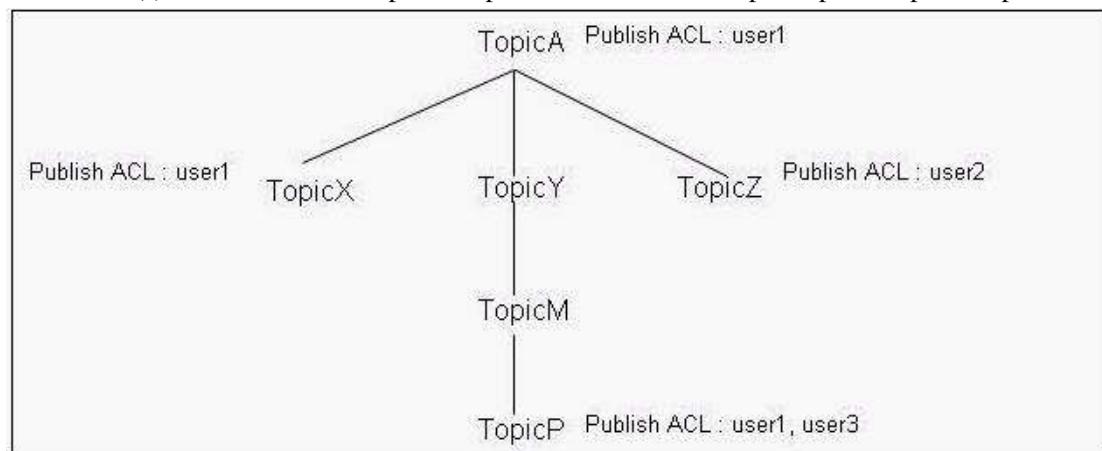 TopicA Publish ACL : user1
Publish ACL : user1 TopicX TopicY TopicZ Publish ACL : user2
TopicM
TopicP Publish ACL : user1, user3